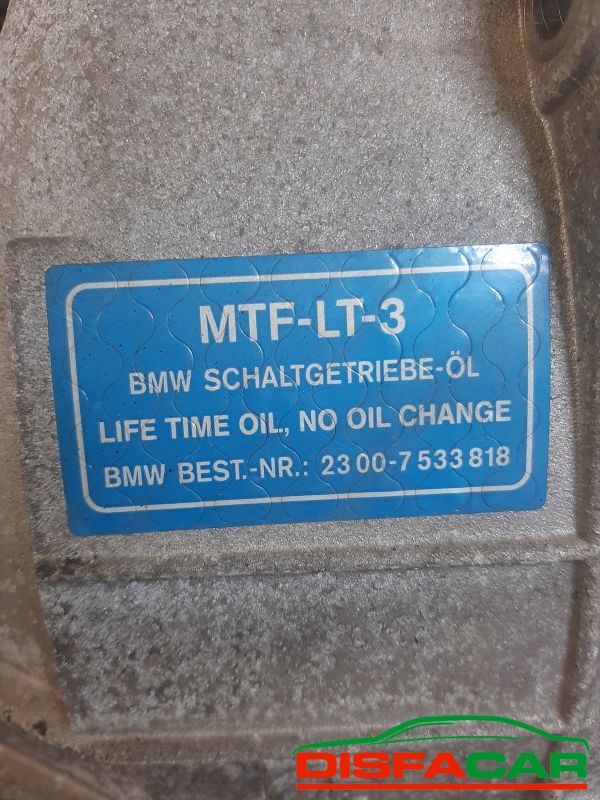 MTF-LT-3
BMW SCHALTGETRIEBE-ÖL
LIFE TIME OIL, NO OIL CHANGE
BMW BEST.-NR.: 23 00-7 533 818
DISFACAR